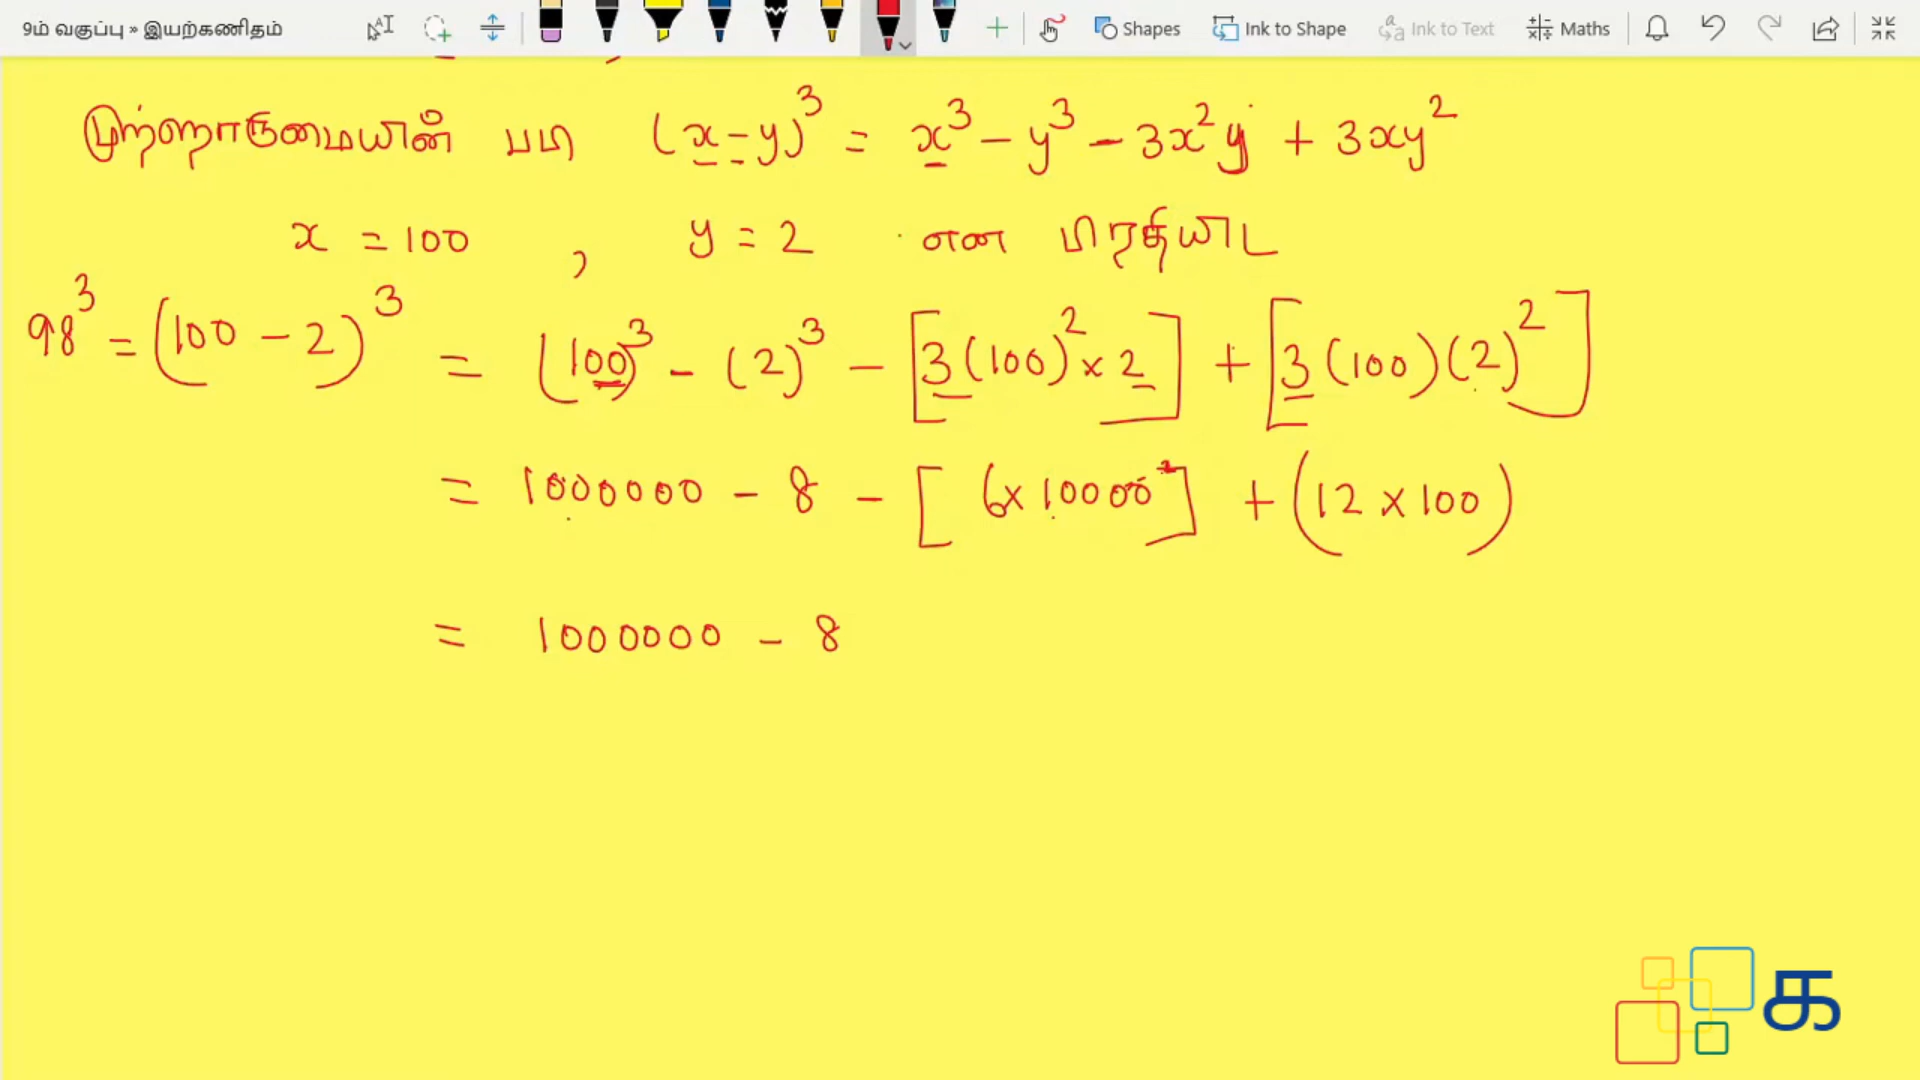 9ம் வகுப்பு » இயற்கணிதம் Shapes Ink to Shape Ink to Text Maths
முற்றொருமையின் படி (x - y)³ = x³ - y³ - 3x²y + 3xy²
x = 100 , y = 2 என பிரதியிட
98³ = (100 - 2)³ = (100)³ - (2)³ - [3(100)² × 2] + [3(100)(2)²]
= 1000000 - 8 - [6×10000] + (12 × 100)
= 1000000 - 8
க